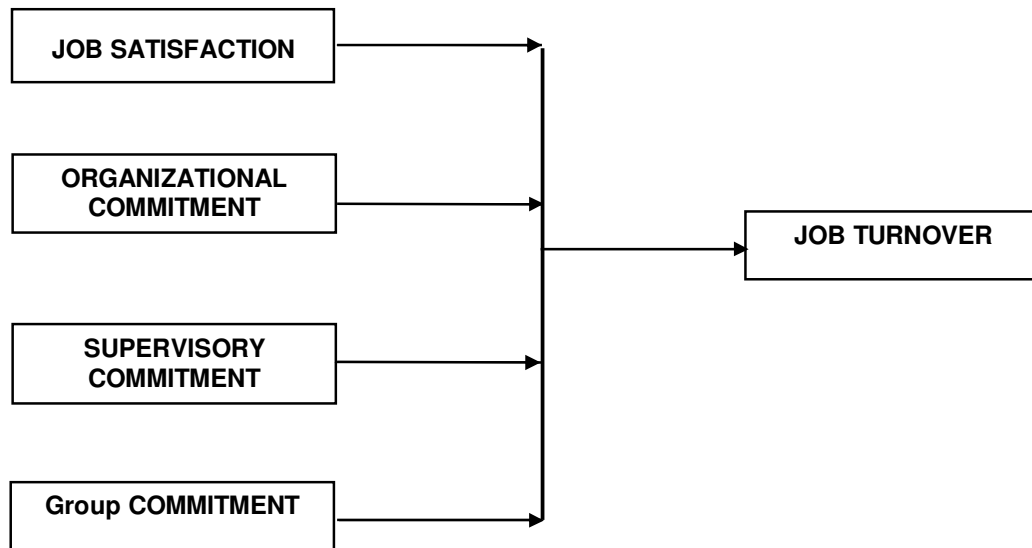 JOB SATISFACTION
ORGANIZATIONAL
COMMITMENT
JOB TURNOVER
SUPERVISORY
COMMITMENT
Group COMMITMENT